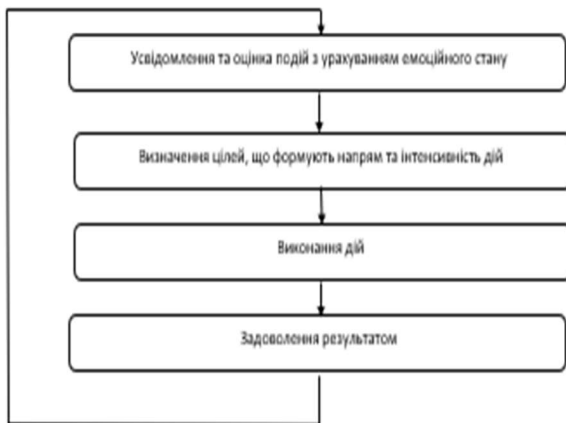 Усвідомлення та оцінка подій з урахуванням емоційного стану
Визначення цілей, що формують напрям та інтенсивність дій
Виконання дій
Задоволення результатом